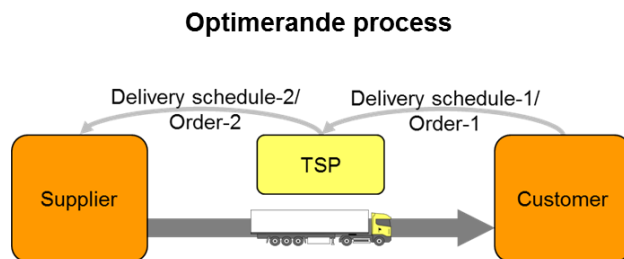 Optimerande process
Delivery schedule-2/
Order-2
Delivery schedule-1/
Order-1
Supplier
TSP
Customer